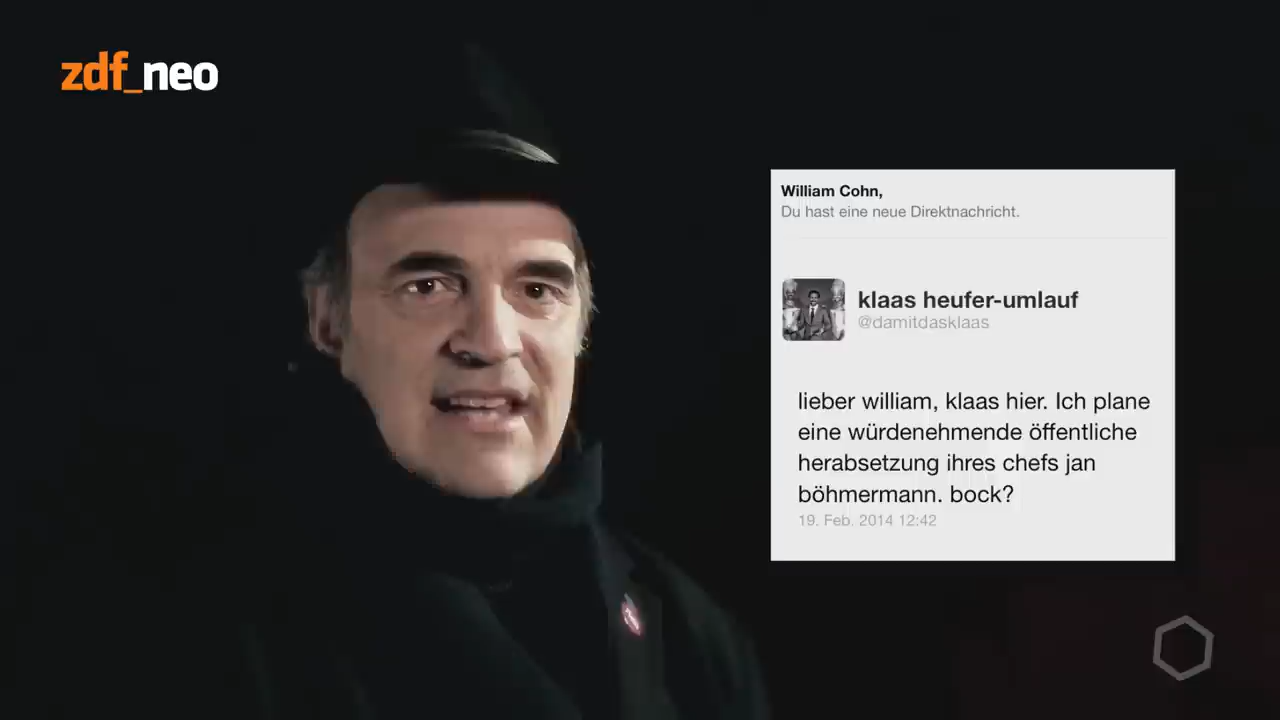 zdf_neo
William Cohn,
Du hast eine neue Direktnachricht.
klaas heufer-umlauf
@damitdasklaas
lieber william, klaas hier. Ich plane
eine würdenehmende öffentliche
herabsetzung ihres chefs jan
böhmermann. bock?
19. Feb. 2014 12:42